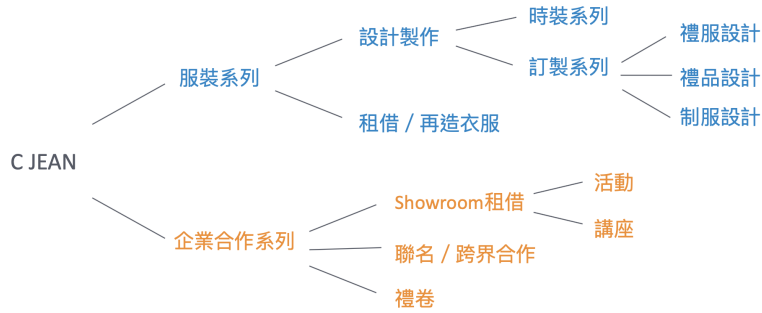 C JEAN
服裝系列
設計製作
時裝系列
訂製系列
禮服設計
禮品設計
制服設計
租借 / 再造衣服
企業合作系列
Showroom租借
活動
講座
聯名 / 跨界合作
禮卷